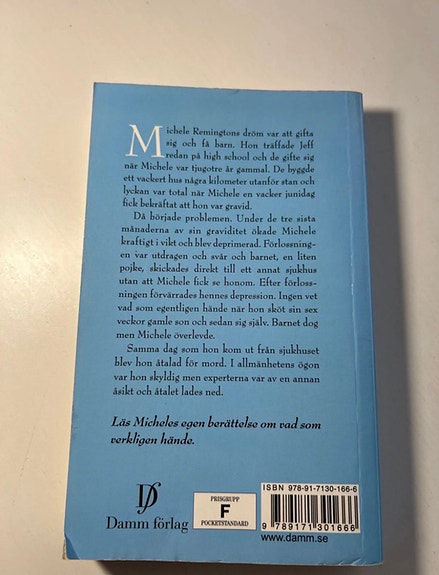 Michele Remingtons dröm var att gifta
sig och få barn. Hon träffade Jeff
redan på high school och de gifte sig
när Michele var tjugotre år gammal. De byggde
ett vackert hus några kilometer utanför stan och
lyckan var total när Michele en vacker junidag
fick bekräftat att hon var gravid.
Då började problemen. Under de tre sista
månaderna av sin graviditet ökade Michele
kraftigt i vikt och blev deprimerad. Förlossning-
en var utdragen och svår och barnet, en liten
pojke, skickades direkt till ett annat sjukhus
utan att Michele fick se honom. Efter förloss-
ningen förvärrades hennes depression. Ingen vet
vad som egentligen hände när hon sköt sin sex
veckor gamle son och sedan sig själv. Barnet dog
men Michele överlevde.
Samma dag som hon kom ut från sjukhuset
blev hon åtalad för mord. I allmänhetens ögon
var hon skyldig men experterna var av en annan
åsikt och åtalet lades ned.
Läs Micheles egen berättelse om vad som
verkligen hände.
Df
Damm förlag
PRISGRUPP
F
POCKETSTANDARD
ISBN 978-91-7130-166-6
9 789171 301666
www.damm.se